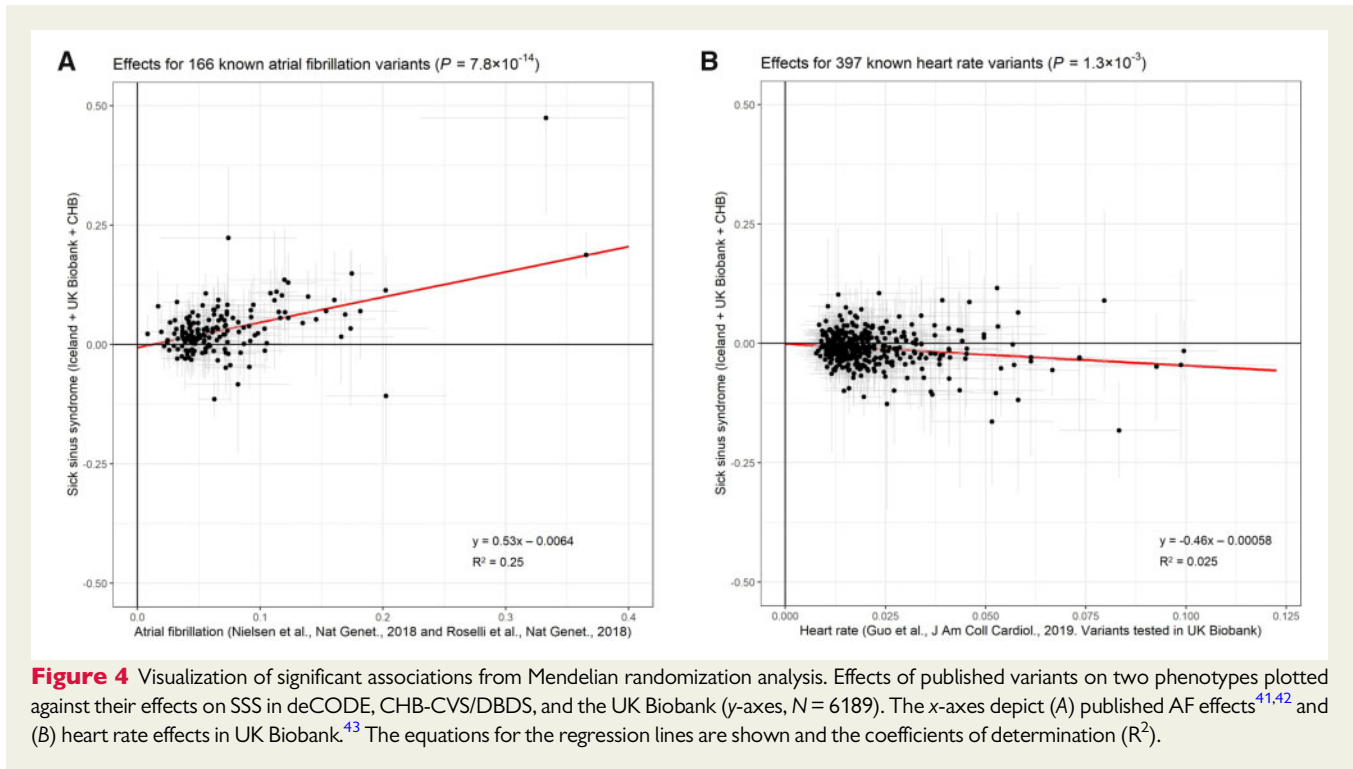 A
Effects for 166 known atrial fibrillation variants (P = 7.8×10⁻¹⁴)
0.50
0.25
0.00
-0.25
-0.50
Sick sinus syndrome (Iceland + UK Biobank + CHB)
y = 0.53x – 0.0064
R² = 0.25
0.0 0.1 0.2 0.3 0.4
Atrial fibrillation (Nielsen et al., Nat Genet., 2018 and Roselli et al., Nat Genet., 2018)
B
Effects for 397 known heart rate variants (P = 1.3×10⁻³)
0.50
0.25
0.00
-0.25
-0.50
Sick sinus syndrome (Iceland + UK Biobank + CHB)
y = -0.46x – 0.00058
R² = 0.025
0.000 0.025 0.050 0.075 0.100 0.125
Heart rate (Guo et al., J Am Coll Cardiol., 2019. Variants tested in UK Biobank)
Figure 4 Visualization of significant associations from Mendelian randomization analysis. Effects of published variants on two phenotypes plotted
against their effects on SSS in deCODE, CHB-CVS/DBDS, and the UK Biobank (y-axes, N = 6189). The x-axes depict (A) published AF effects⁴¹,⁴² and
(B) heart rate effects in UK Biobank.⁴³ The equations for the regression lines are shown and the coefficients of determination (R²).